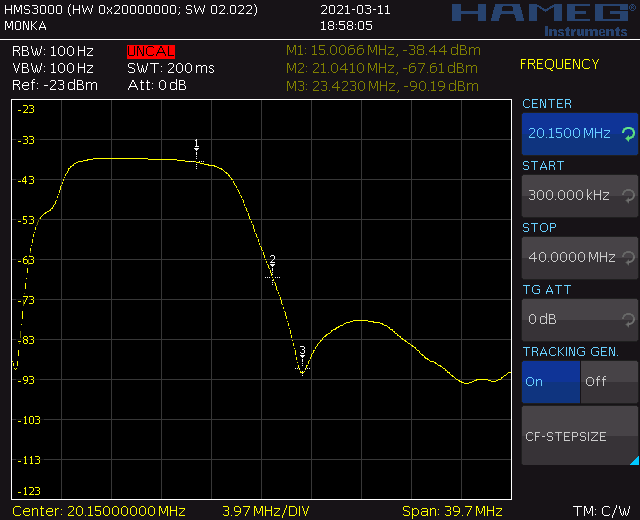 HMS3000 (HW 0x20000000; SW 02.022)
M0NKA
2021-03-11
18:58:05
HAMEG
Instruments
RBW: 100 Hz
UNCAL
M1: 15.0066 MHz, -38.44 dBm
VBW: 100 Hz
SWT: 200 ms
M2: 21.0410 MHz, -67.61 dBm
Ref: -23 dBm
Att: 0 dB
M3: 23.4230 MHz, -90.19 dBm
FREQUENCY
CENTER
20.1500 MHz
START
300.000 kHz
STOP
40.0000 MHz
TG ATT
0 dB
TRACKING GEN.
On
Off
CF-STEPSIZE
-23
-33
-43
-53
-63
-73
-83
-93
-103
-113
-123
1
2
3
Center: 20.15000000 MHz
3.97 MHz/DIV
Span: 39.7 MHz
TM: C/W